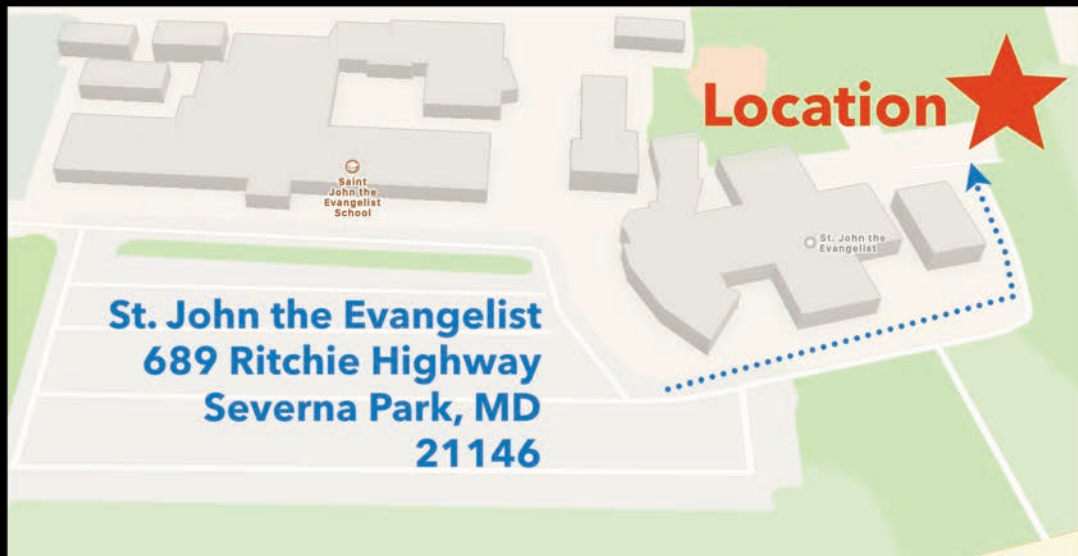 Location
Saint
John the
Evangelist
School
St. John the
Evangelist
St. John the Evangelist
689 Ritchie Highway
Severna Park, MD
21146